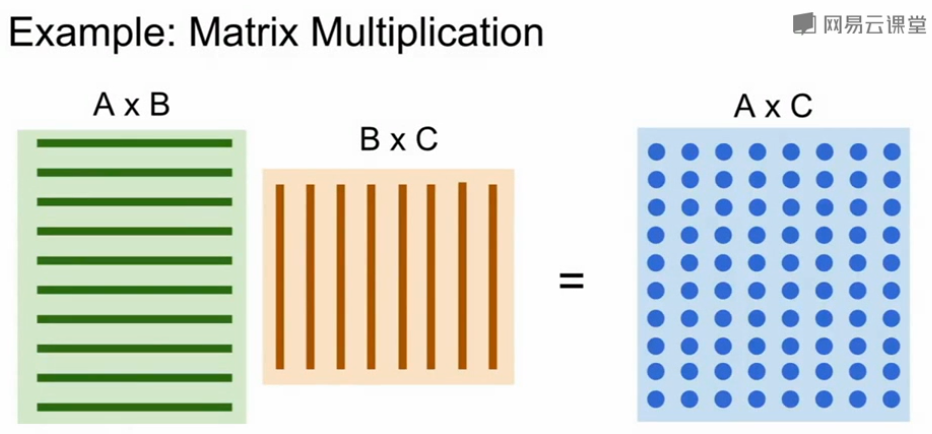 Example: Matrix Multiplication
网易云课堂
A x B
B x C
A x C
=